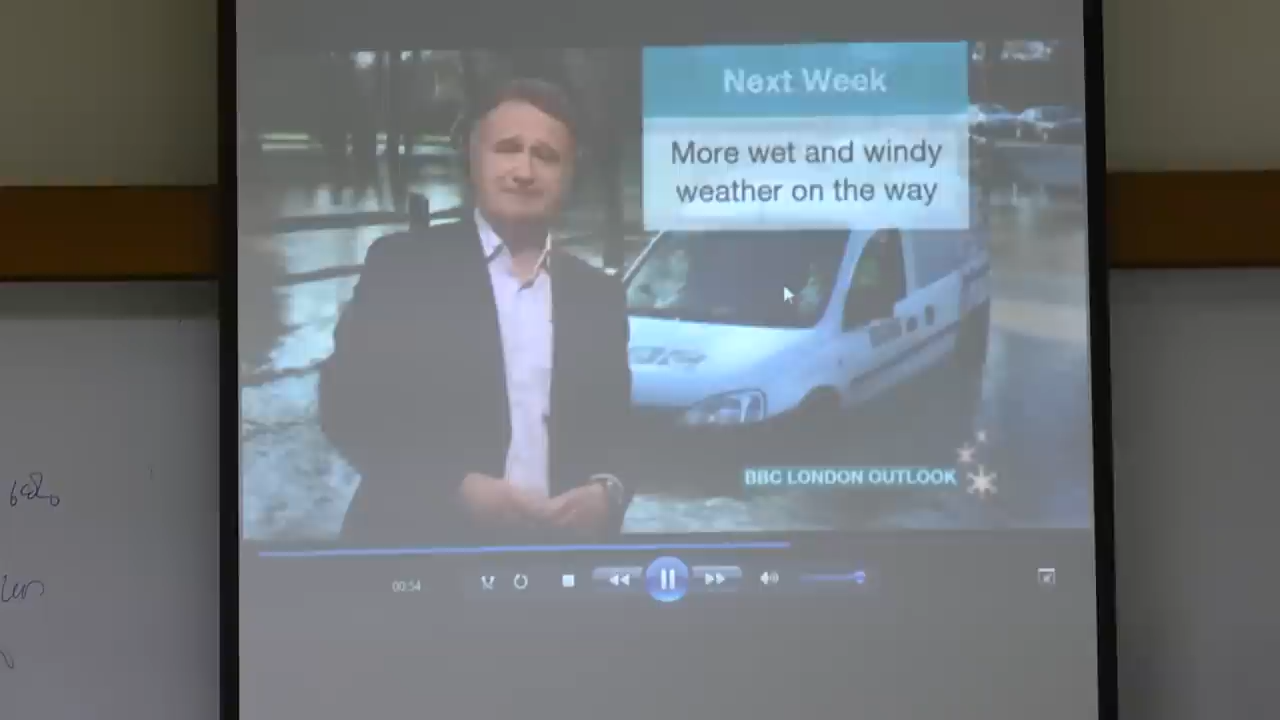 Next Week
More wet and windy
weather on the way
BBC LONDON OUTLOOK
00:54